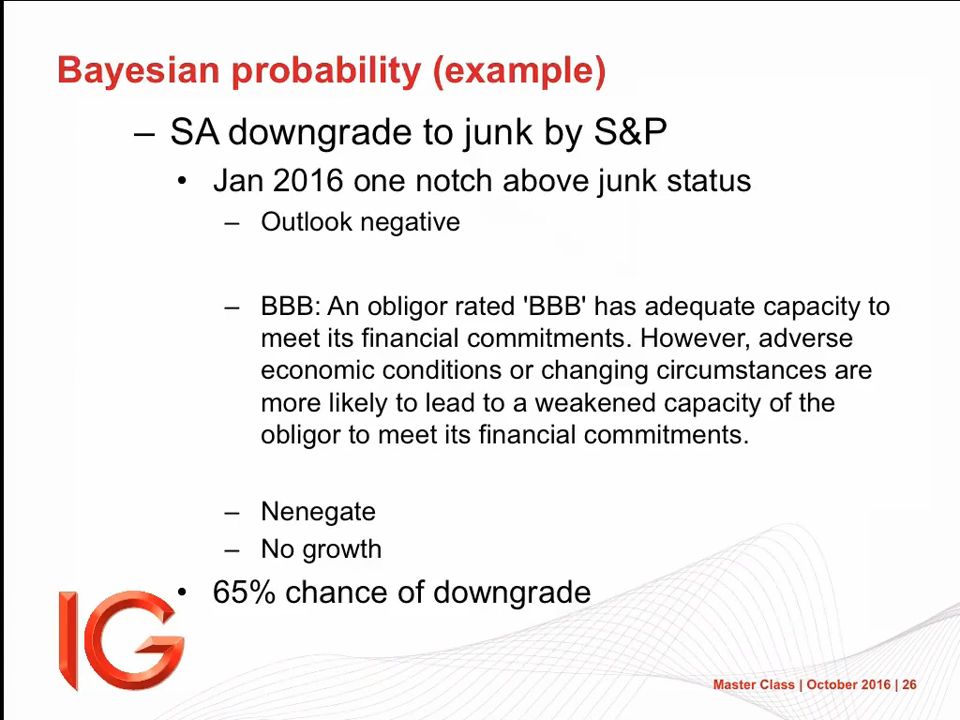 Bayesian probability (example)
– SA downgrade to junk by S&P
• Jan 2016 one notch above junk status
– Outlook negative
– BBB: An obligor rated 'BBB' has adequate capacity to
meet its financial commitments. However, adverse
economic conditions or changing circumstances are
more likely to lead to a weakened capacity of the
obligor to meet its financial commitments.
– Nenegate
– No growth
• 65% chance of downgrade
IG
Master Class | October 2016 | 26